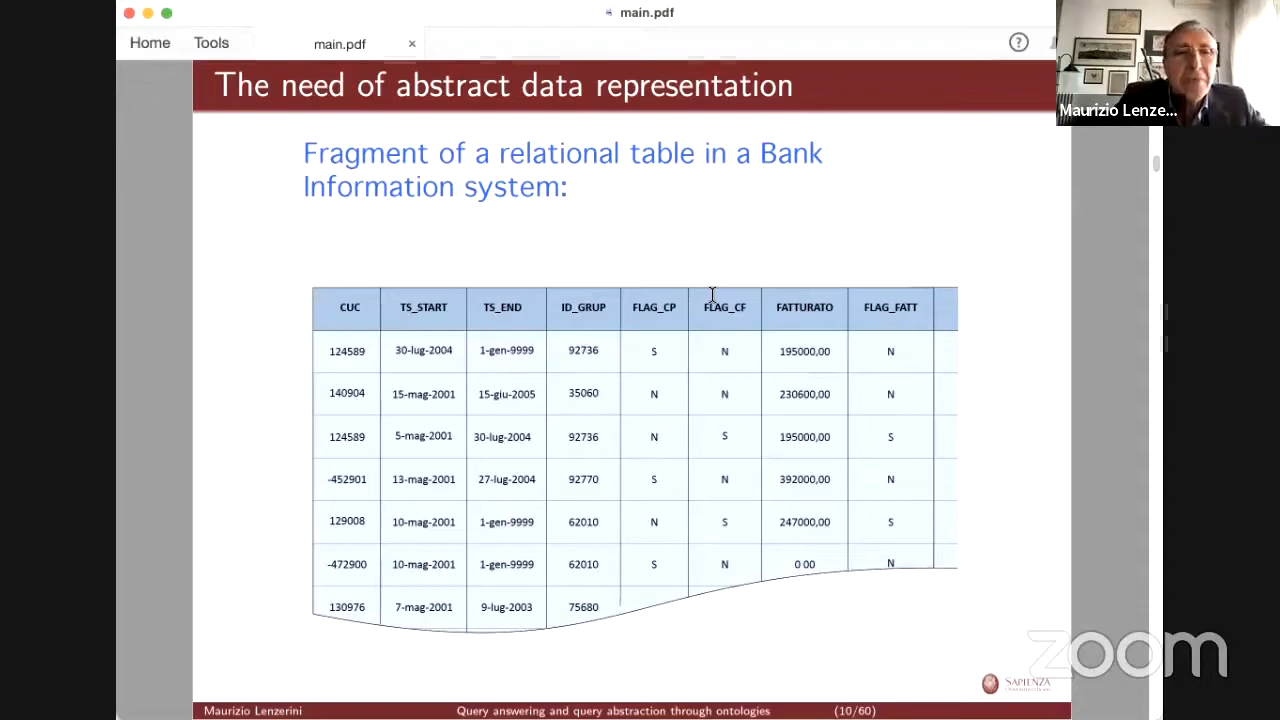 main.pdf
Home Tools main.pdf ×
?
Maurizio Lenze...
The need of abstract data representation
Fragment of a relational table in a Bank
Information system:
CUC TS_START TS_END ID_GRUP FLAG_CP FLAG_CF FATTURATO FLAG_FATT
124589 30-lug-2004 1-gen-9999 92736 S N 195000,00 N
140904 15-mag-2001 15-giu-2005 35060 N N 230600,00 N
124589 5-mag-2001 30-lug-2004 92736 N S 195000,00 S
-452901 13-mag-2001 27-lug-2004 92770 S N 392000,00 N
129008 10-mag-2001 1-gen-9999 62010 N S 247000,00 S
-472900 10-mag-2001 1-gen-9999 62010 S N 0 00 N
130976 7-mag-2001 9-lug-2003 75680
zoom
SAPIENZA
Maurizio Lenzerini Query answering and query abstraction through ontologies (10/60)